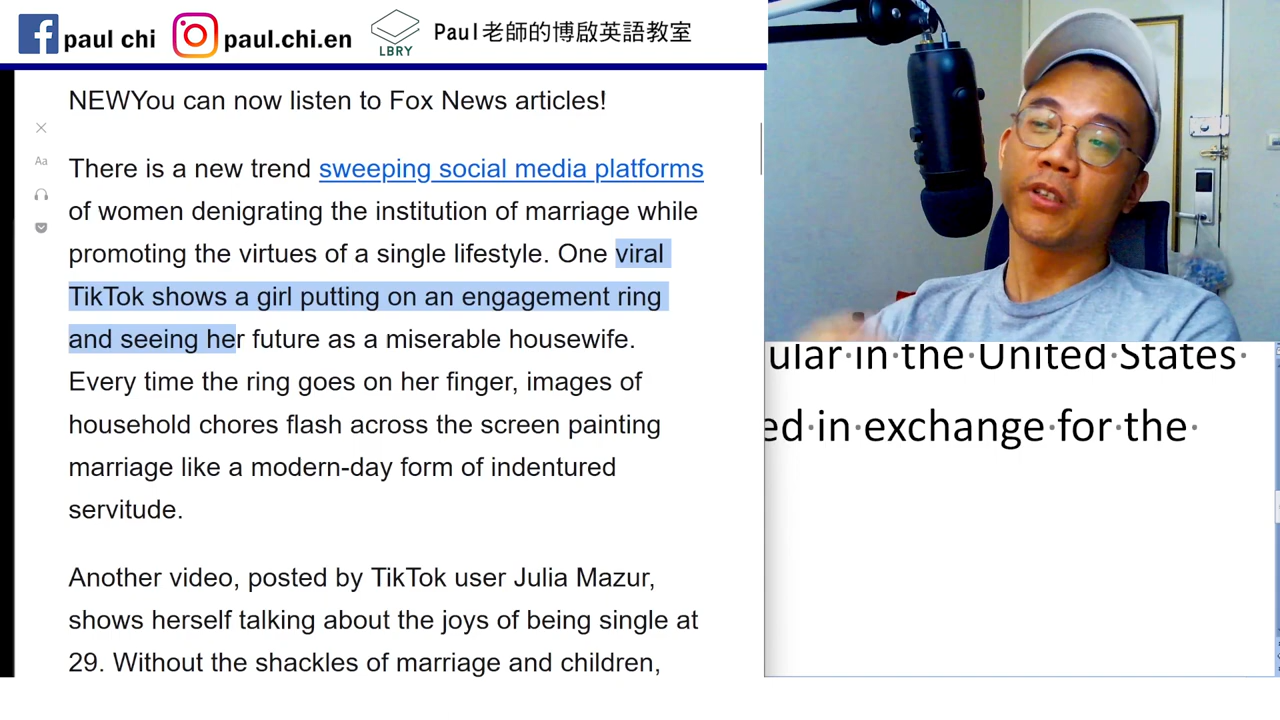 paul chi
paul.chi.en
LBRY
Paul老師的博啟英語教室
NEWYou can now listen to Fox News articles!
Aa
There is a new trend sweeping social media platforms
of women denigrating the institution of marriage while
promoting the virtues of a single lifestyle. One viral
TikTok shows a girl putting on an engagement ring
and seeing her future as a miserable housewife.
Every time the ring goes on her finger, images of
household chores flash across the screen painting
marriage like a modern-day form of indentured
servitude.
Another video, posted by TikTok user Julia Mazur,
shows herself talking about the joys of being single at
29. Without the shackles of marriage and children,
ular·in·the·United·States·
ed·in·exchange·for·the·